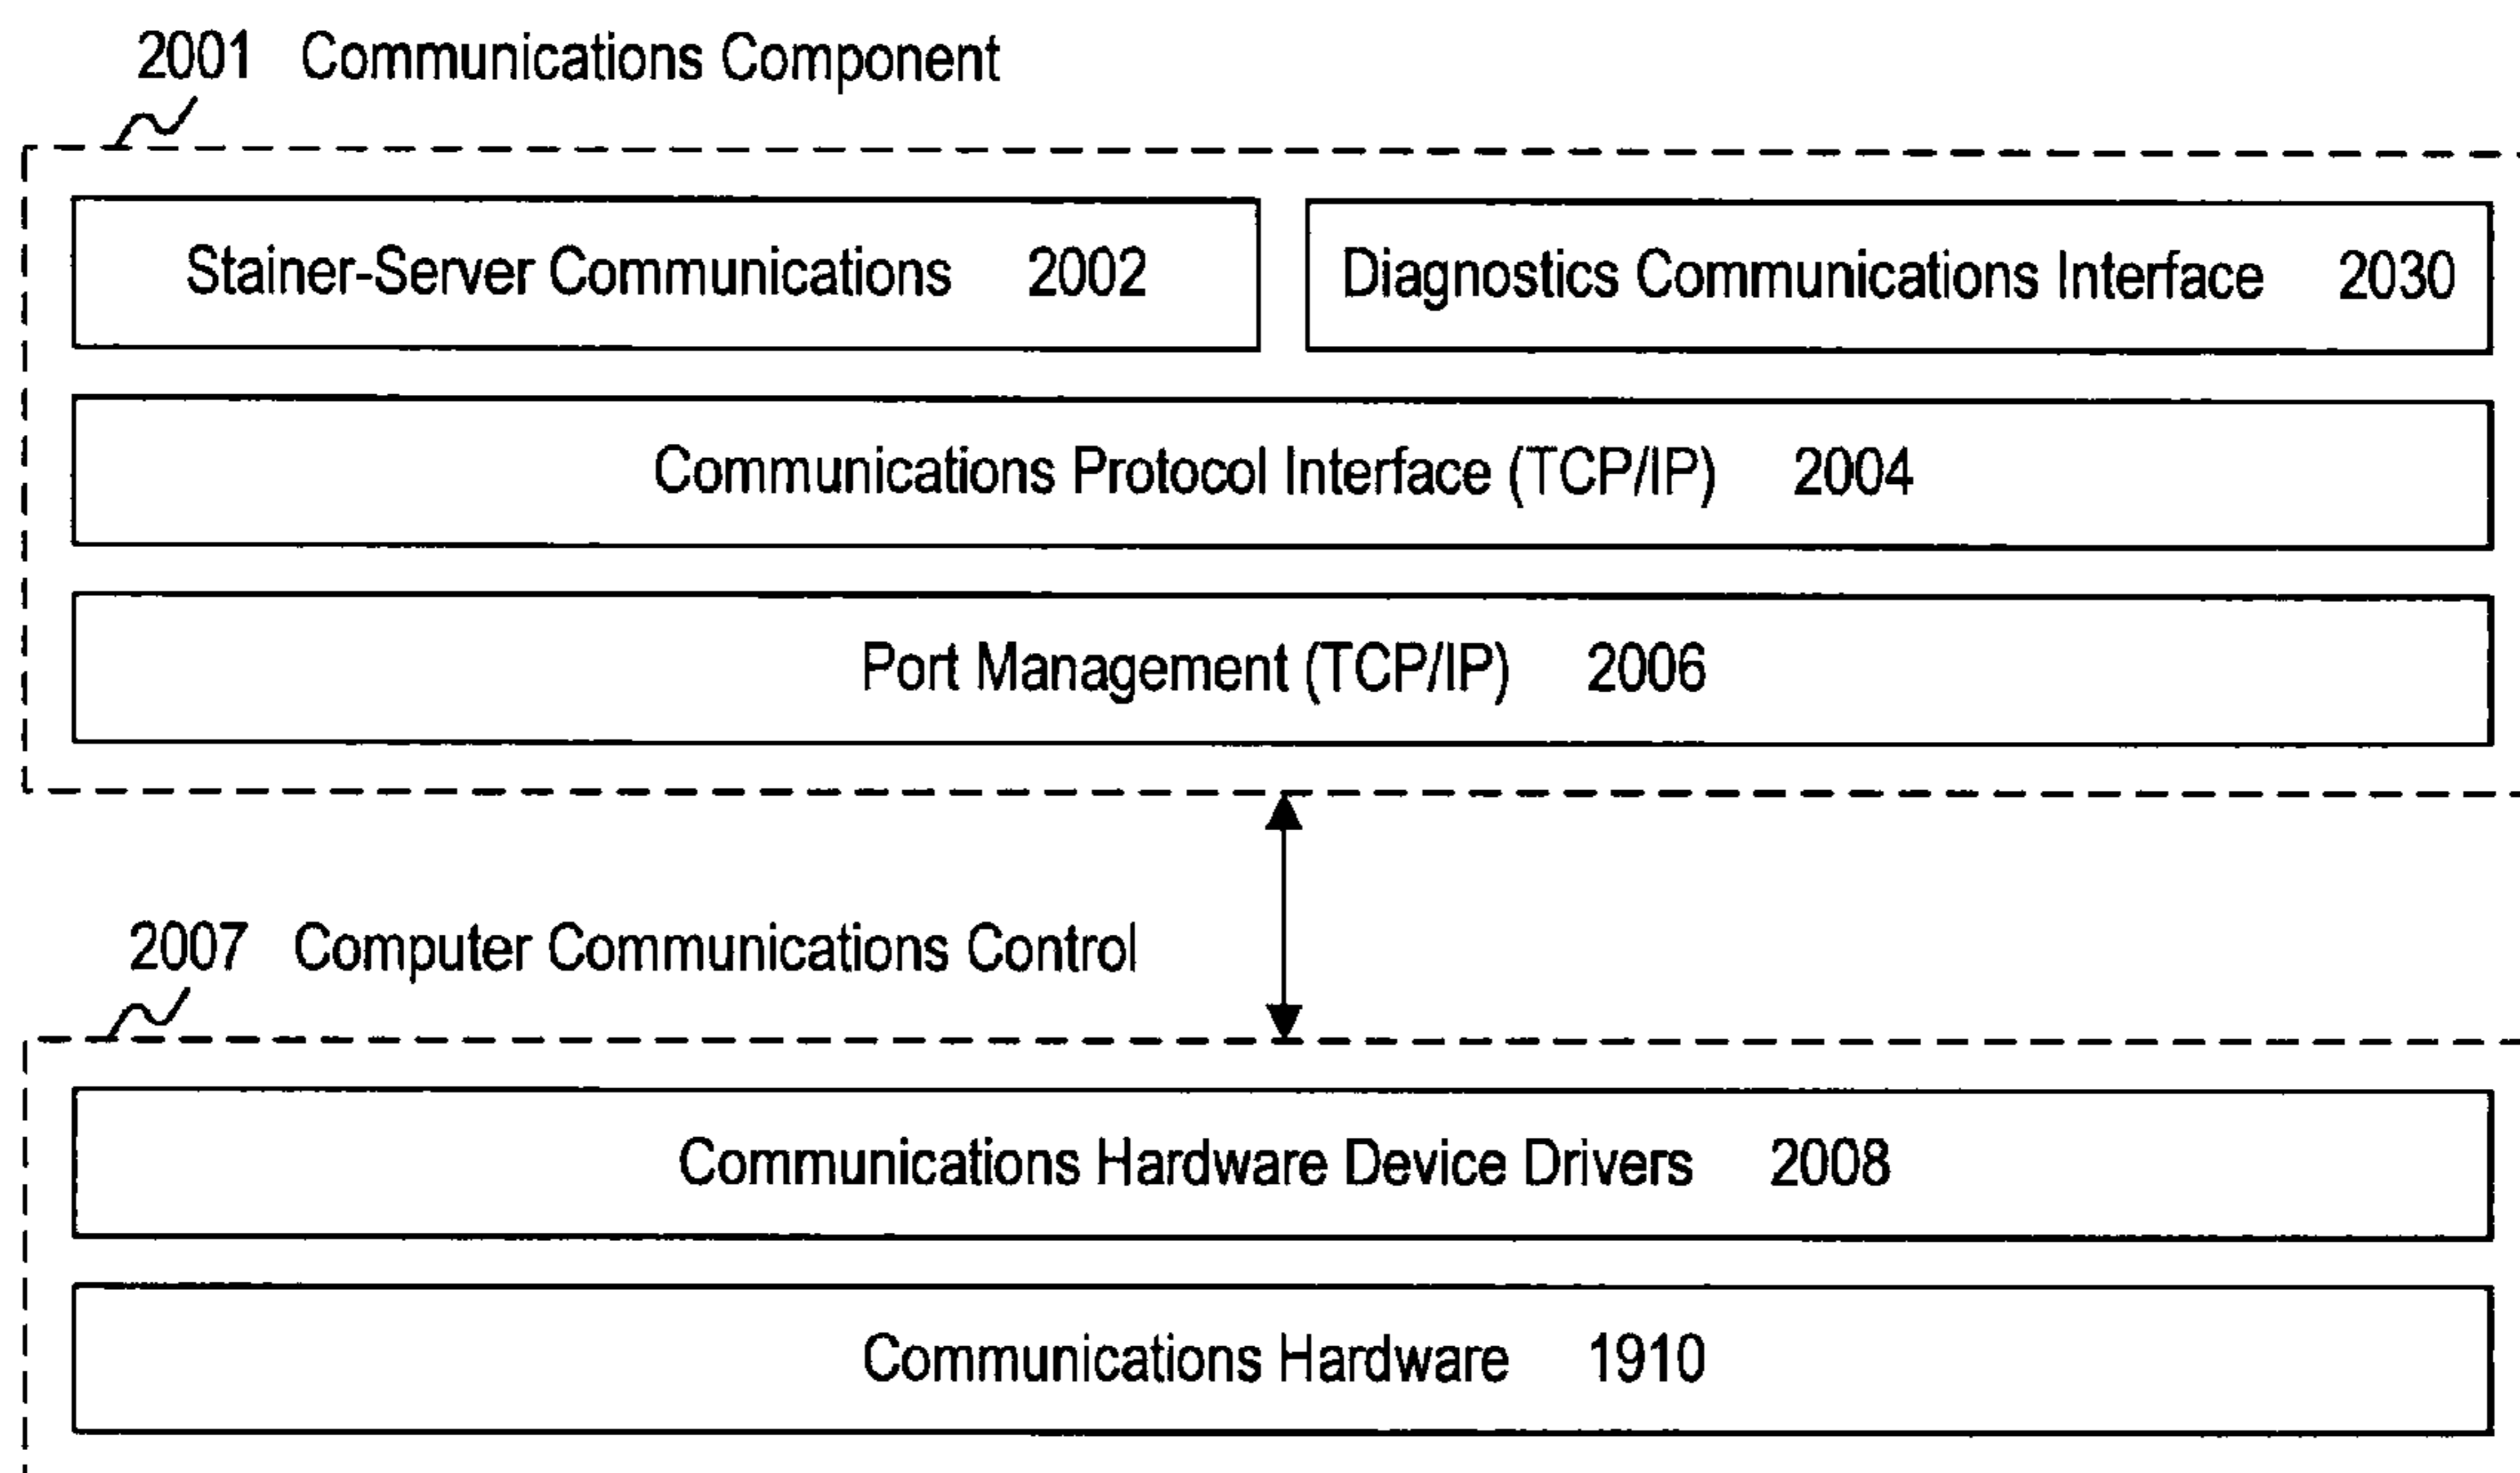 2001 Communications Component
Stainer-Server Communications 2002
Diagnostics Communications Interface 2030
Communications Protocol Interface (TCP/IP) 2004
Port Management (TCP/IP) 2006
2007 Computer Communications Control
Communications Hardware Device Drivers 2008
Communications Hardware 1910